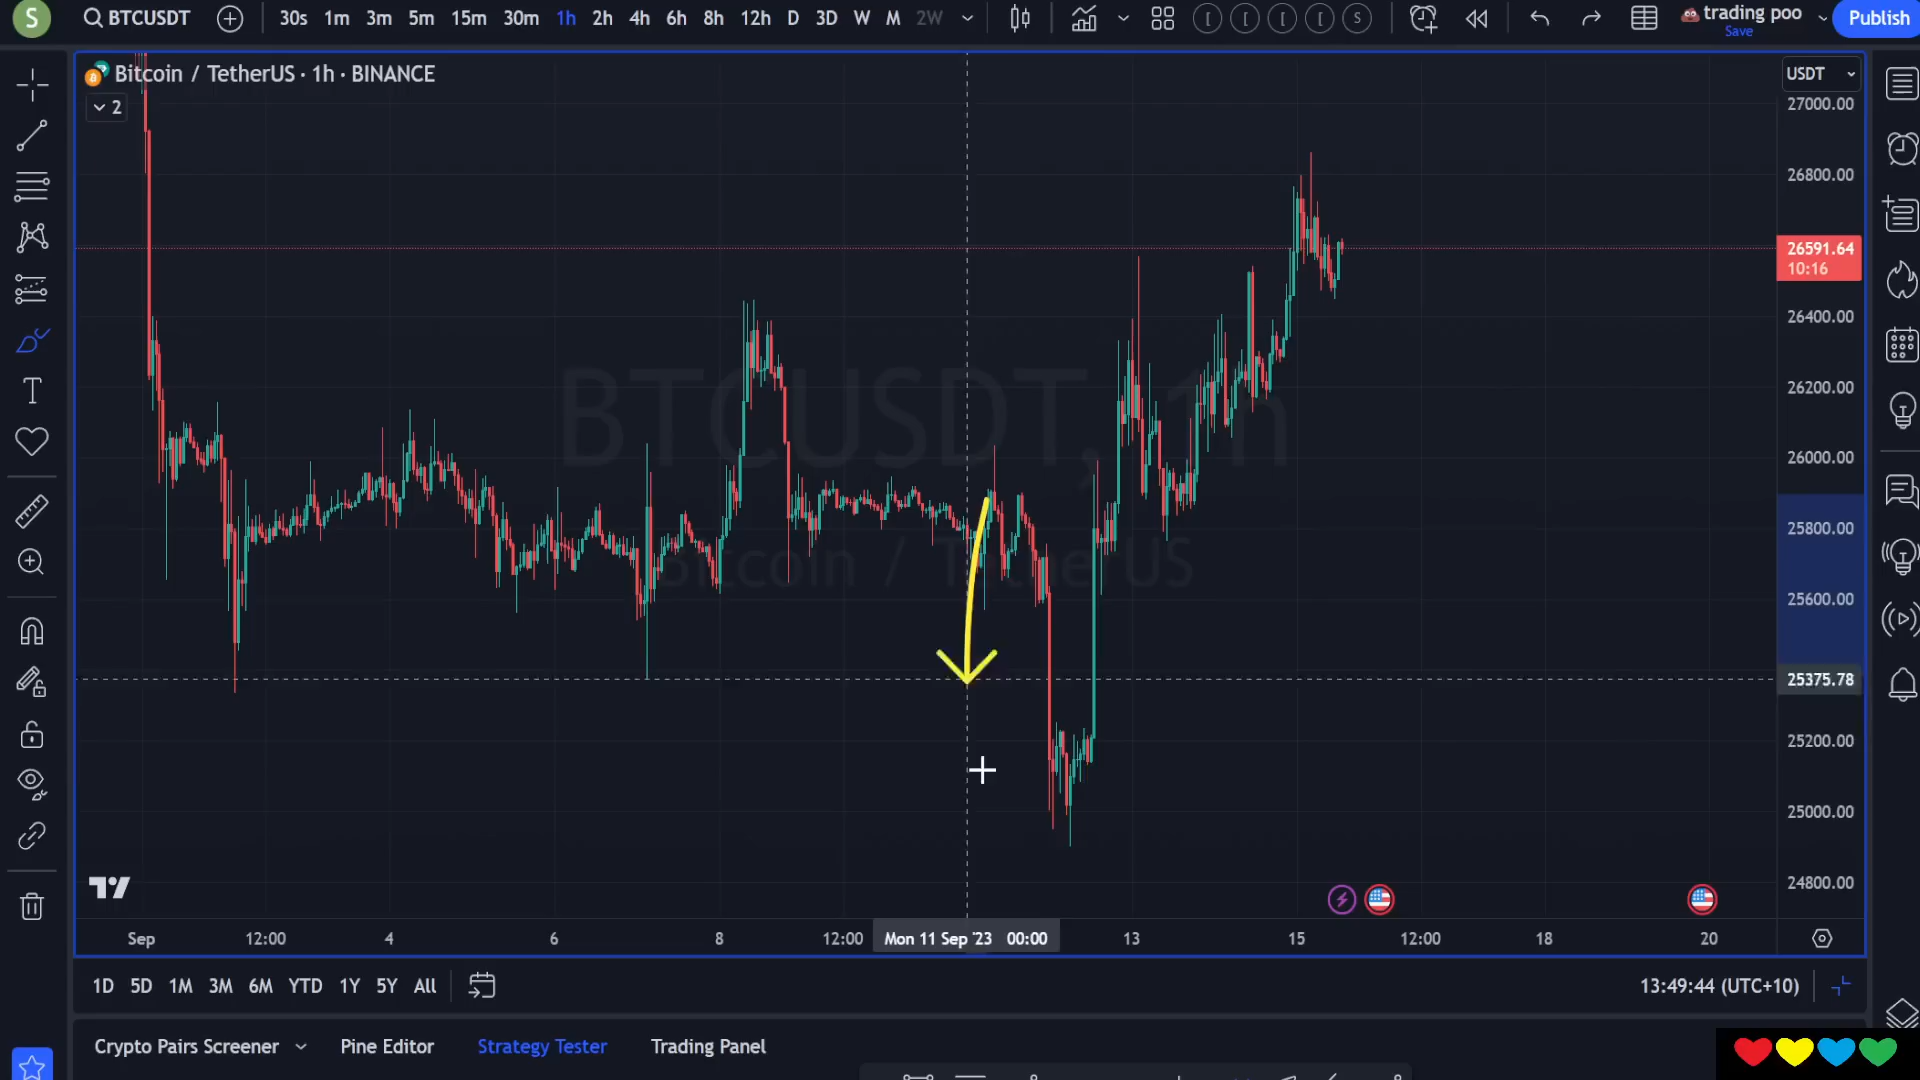 S
BTCUSDT
30s 1m 3m 5m 15m 30m 1h 2h 4h 6h 8h 12h D 3D W M 2W
S
trading poo
Save
Publish
Bitcoin / TetherUS · 1h · BINANCE
2
USDT
27000.00
26800.00
26591.64
10:16
26400.00
26200.00
26000.00
25800.00
25600.00
25375.78
25200.00
25000.00
24800.00
BTCUSDT, 1h
Bitcoin / TetherUS
Sep 12:00 4 6 8 12:00 Mon 11 Sep '23 00:00 13 15 12:00 18 20
1D 5D 1M 3M 6M YTD 1Y 5Y All
13:49:44 (UTC+10)
Crypto Pairs Screener Pine Editor Strategy Tester Trading Panel